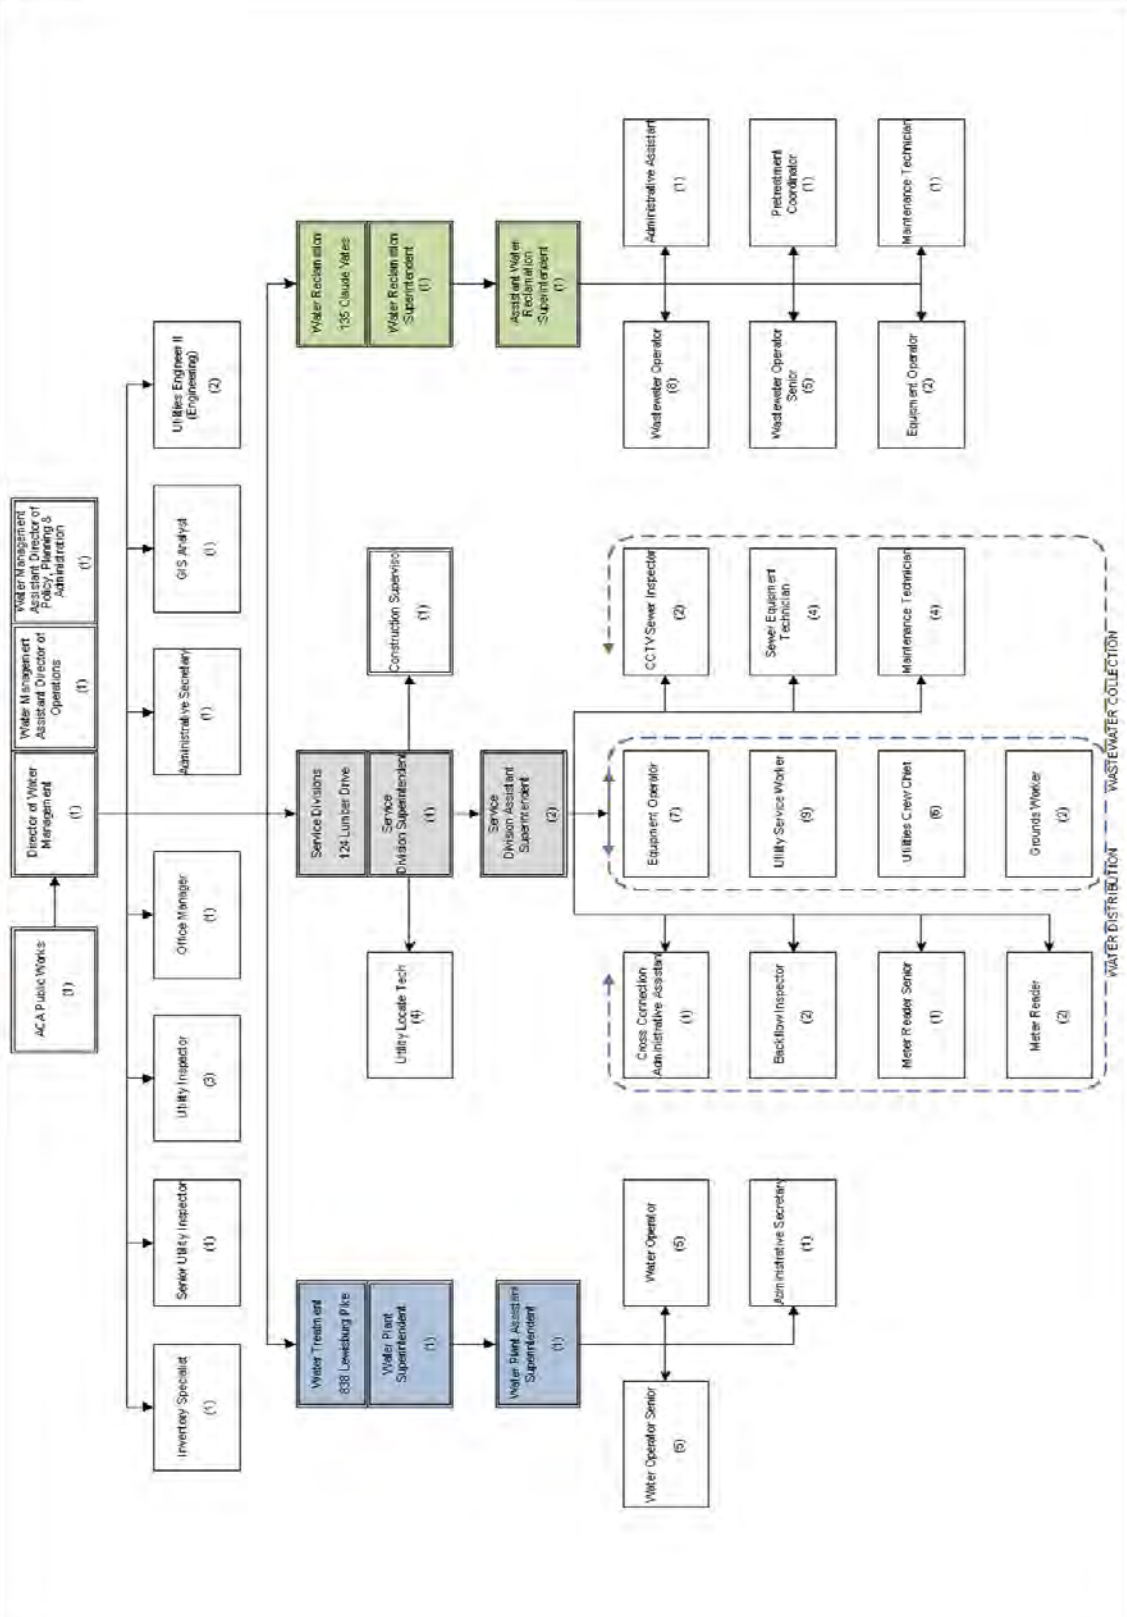 ACA Public Works
(1)
Director of Water
Management
(1)
Water Management
Assistant Director of
Operations
(1)
Water Management
Assistant Director of
Policy, Planning &
Administration
(1)
Inventory Specialist
(1)
Senior Utility Inspector
(1)
Utility Inspector
(3)
Office Manager
(1)
Administrative Secretary
(1)
GIS Analyst
(1)
Utilities Engineer II
(Engineering)
(2)
Water Treatment
838 Lewisburg Pike
Water Plant
Superintendent
(1)
Water Plant Assistant
Superintendent
(1)
Water Operator Senior
(5)
Water Operator
(5)
Administrative Secretary
(1)
Service Divisions
124 Lumber Drive
Service
Division Superintendent
(1)
Utility Locate Tech
(4)
Construction Supervisor
(1)
Service
Division Assistant
Superintendent
(2)
Cross Connection
Administrative Assistant
(1)
Backflow Inspector
(2)
Meter Reader Senior
(1)
Meter Reader
(2)
Equipment Operator
(7)
Utility Service Worker
(9)
Utilities Crew Chief
(6)
Grounds Worker
(2)
CCTV Sewer Inspector
(2)
Sewer Equipment
Technician
(4)
Maintenance Technician
(4)
WATER DISTRIBUTION
WASTEWATER COLLECTION
Water Reclamation
135 Claude Yates
Water Reclamation
Superintendent
(1)
Assistant Water
Reclamation
Superintendent
(1)
Wastewater Operator
(8)
Wastewater Operator
Senior
(5)
Equipment Operator
(2)
Administrative Assistant
(1)
Pretreatment
Coordinator
(1)
Maintenance Technician
(1)